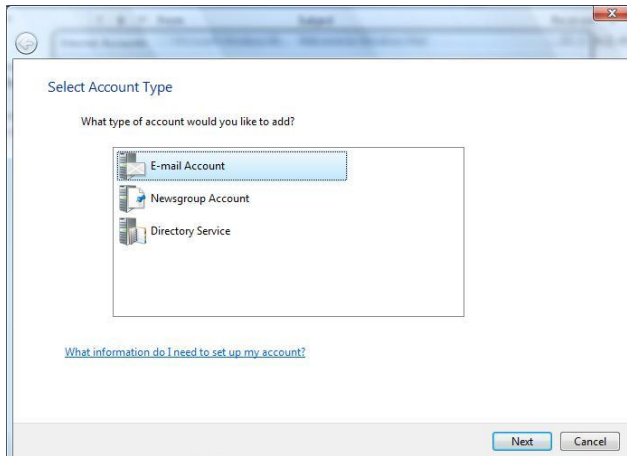 Select Account Type
What type of account would you like to add?
E-mail Account
Newsgroup Account
Directory Service
What information do I need to set up my account?
Next Cancel